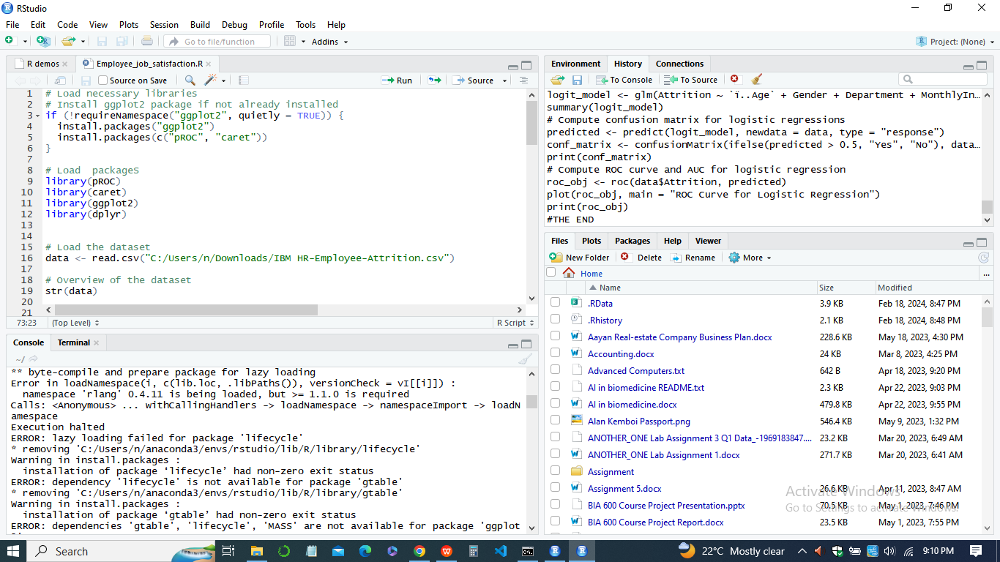 RStudio
File Edit Code View Plots Session Build Debug Profile Tools Help
Go to file/function Addins Project: (None)
R demos Employee_job_satisfaction.R
Source on Save Run Source
1 # Load necessary libraries
2 # Install ggplot2 package if not already installed
3 if (!requireNamespace("ggplot2", quietly = TRUE)) {
4 install.packages("ggplot2")
5 install.packages(c("pROC", "caret"))
6 }
7
8 # Load packageS
9 library(pROC)
10 library(caret)
11 library(ggplot2)
12 library(dplyr)
13
14
15 # Load the dataset
16 data <- read.csv("C:/Users/n/Downloads/IBM HR-Employee-Attrition.csv")
17
18 # Overview of the dataset
19 str(data)
20
21
73:23 (Top Level) R Script
Console Terminal
~/
** byte-compile and prepare package for lazy loading
Error in loadNamespace(i, c(lib.loc, .libPaths()), versionCheck = vI[[i]]) :
namespace 'rlang' 0.4.11 is being loaded, but >= 1.1.0 is required
Calls: <Anonymous> ... withCallingHandlers -> loadNamespace -> namespaceImport -> loadN
amespace
Execution halted
ERROR: lazy loading failed for package 'lifecycle'
* removing 'C:/Users/n/anaconda3/envs/rstudio/lib/R/library/lifecycle'
Warning in install.packages :
installation of package ‘lifecycle’ had non-zero exit status
ERROR: dependency 'lifecycle' is not available for package 'gtable'
* removing 'C:/Users/n/anaconda3/envs/rstudio/lib/R/library/gtable'
Warning in install.packages :
installation of package ‘gtable’ had non-zero exit status
ERROR: dependencies 'gtable', 'lifecycle', 'MASS' are not available for package 'ggplot
Environment History Connections
To Console To Source
logit_model <- glm(Attrition ~ `ï..Age` + Gender + Department + MonthlyIn...
summary(logit_model)
# Compute confusion matrix for logistic regressions
predicted <- predict(logit_model, newdata = data, type = "response")
conf_matrix <- confusionMatrix(ifelse(predicted > 0.5, "Yes", "No"), data...
print(conf_matrix)
# Compute ROC curve and AUC for logistic regression
roc_obj <- roc(data$Attrition, predicted)
plot(roc_obj, main = "ROC Curve for Logistic Regression")
print(roc_obj)
#THE END
Files Plots Packages Help Viewer
New Folder Delete Rename More
Home ...
Name Size Modified
.RData 3.9 KB Feb 18, 2024, 8:47 PM
.Rhistory 2.1 KB Feb 18, 2024, 8:48 PM
Aayan Real-estate Company Business Plan.docx 228.6 KB May 18, 2023, 4:30 PM
Accounting.docx 24 KB Mar 8, 2023, 4:25 PM
Advanced Computers.txt 642 B Apr 18, 2023, 9:20 PM
AI in biomedicine README.txt 2.3 KB Apr 22, 2023, 9:03 PM
AI in biomedicine.docx 479.8 KB Apr 22, 2023, 9:55 PM
Alan Kemboi Passport.png 546.4 KB May 9, 2023, 1:32 PM
ANOTHER_ONE Lab Assignment 3 Q1 Data_-1969183847.... 23.2 KB Mar 20, 2023, 6:49 AM
ANOTHER_ONE Lab Assignment 1.docx 271.7 KB Mar 20, 2023, 6:41 AM
Assignment
Assignment 5.docx 26.6 KB Apr 11, 2023, 8:47 AM
BIA 600 Course Project Presentation.pptx 70.5 KB May 1, 2023, 7:46 PM
BIA 600 Course Project Report.docx 23.5 KB May 1, 2023, 7:55 PM
Activate Windows
Go to Settings to activate Windows.
Search 22°C Mostly clear 9:10 PM